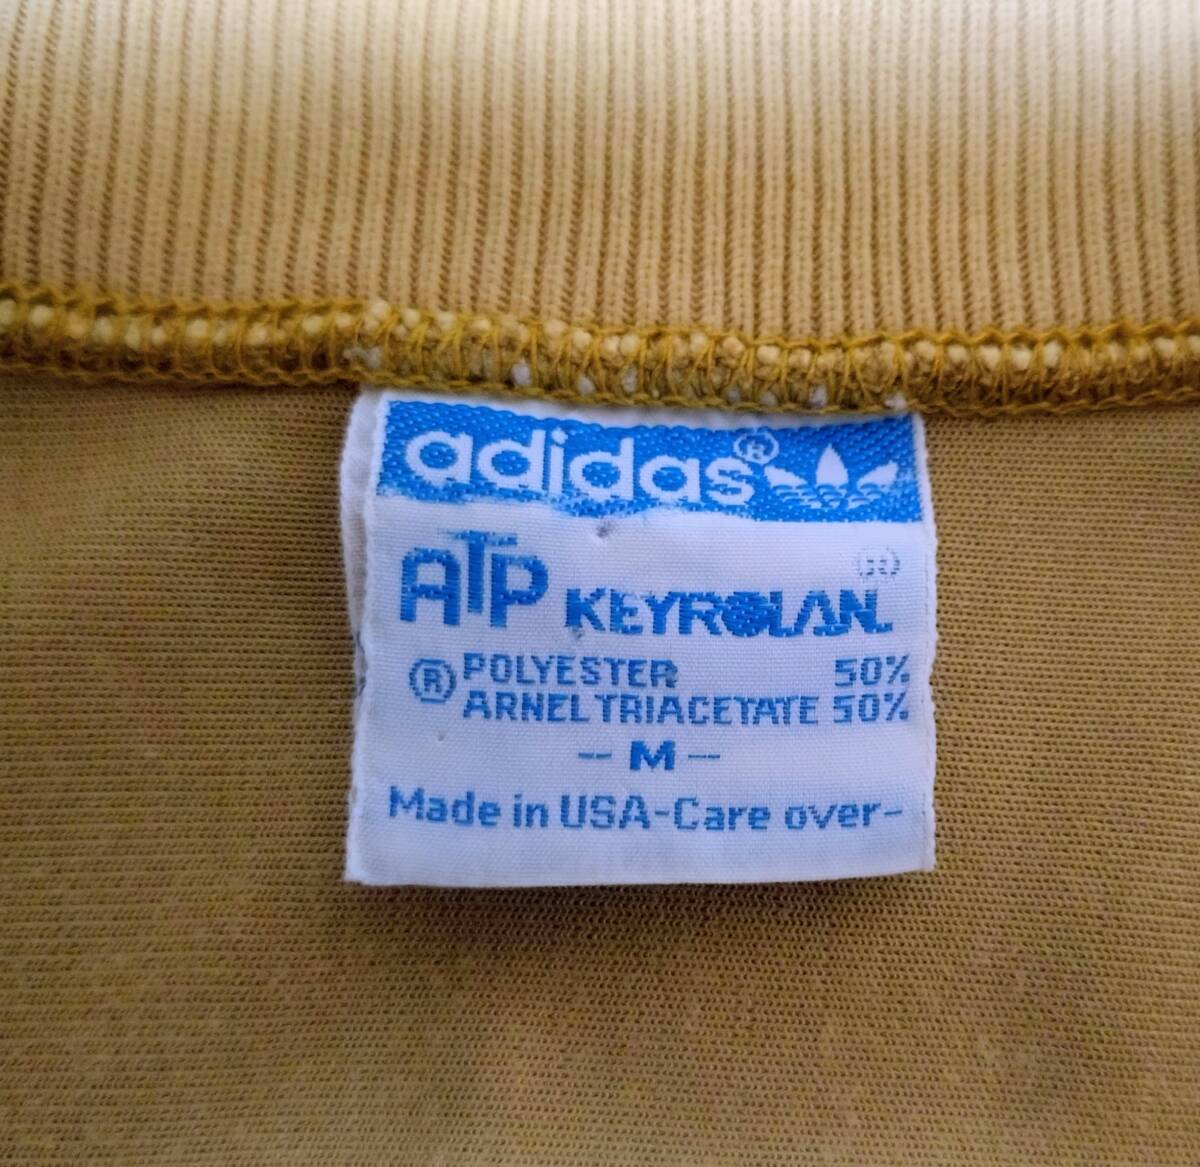 adidas®
ATP KEYROLAN ®
® POLYESTER 50%
ARNEL TRIACETATE 50%
-- M --
Made in USA-Care over-